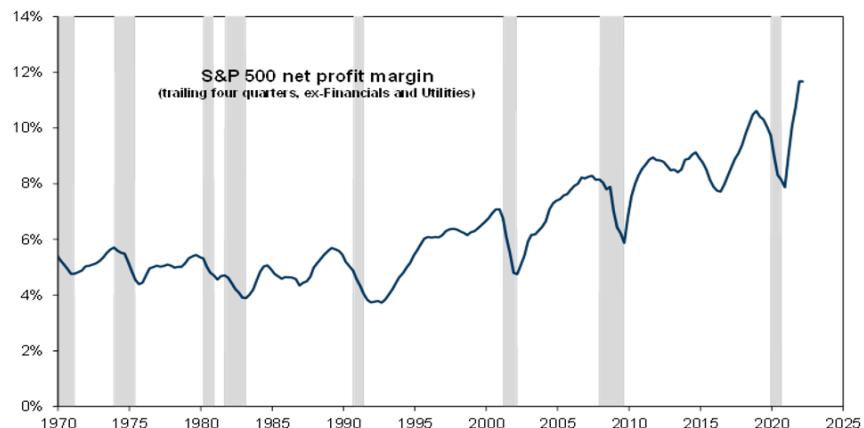 14%
S&P 500 net profit margin
12%
(trailing four quarters, ex-Financials and Utilities)
10%
8%
6%
4%
2%
0%
1970 1975 1980 1985 1990 1995 2000 2005 2010 2015 2020 2025